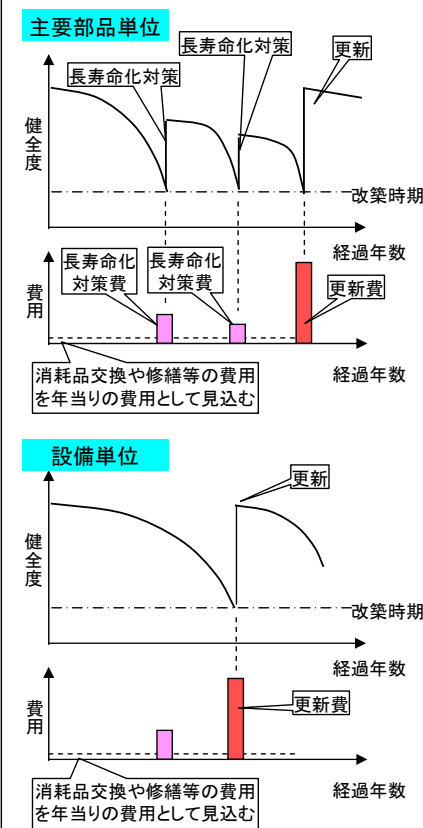 主要部品単位
長寿命化対策
長寿命化対策
更新
健全度
改築時期
経過年数
長寿命化
対策費
長寿命化
対策費
更新費
費用
経過年数
消耗品交換や修繕等の費用
を年当りの費用として見込む
設備単位
更新
健全度
改築時期
経過年数
費用
更新費
経過年数
消耗品交換や修繕等の費用
を年当りの費用として見込む